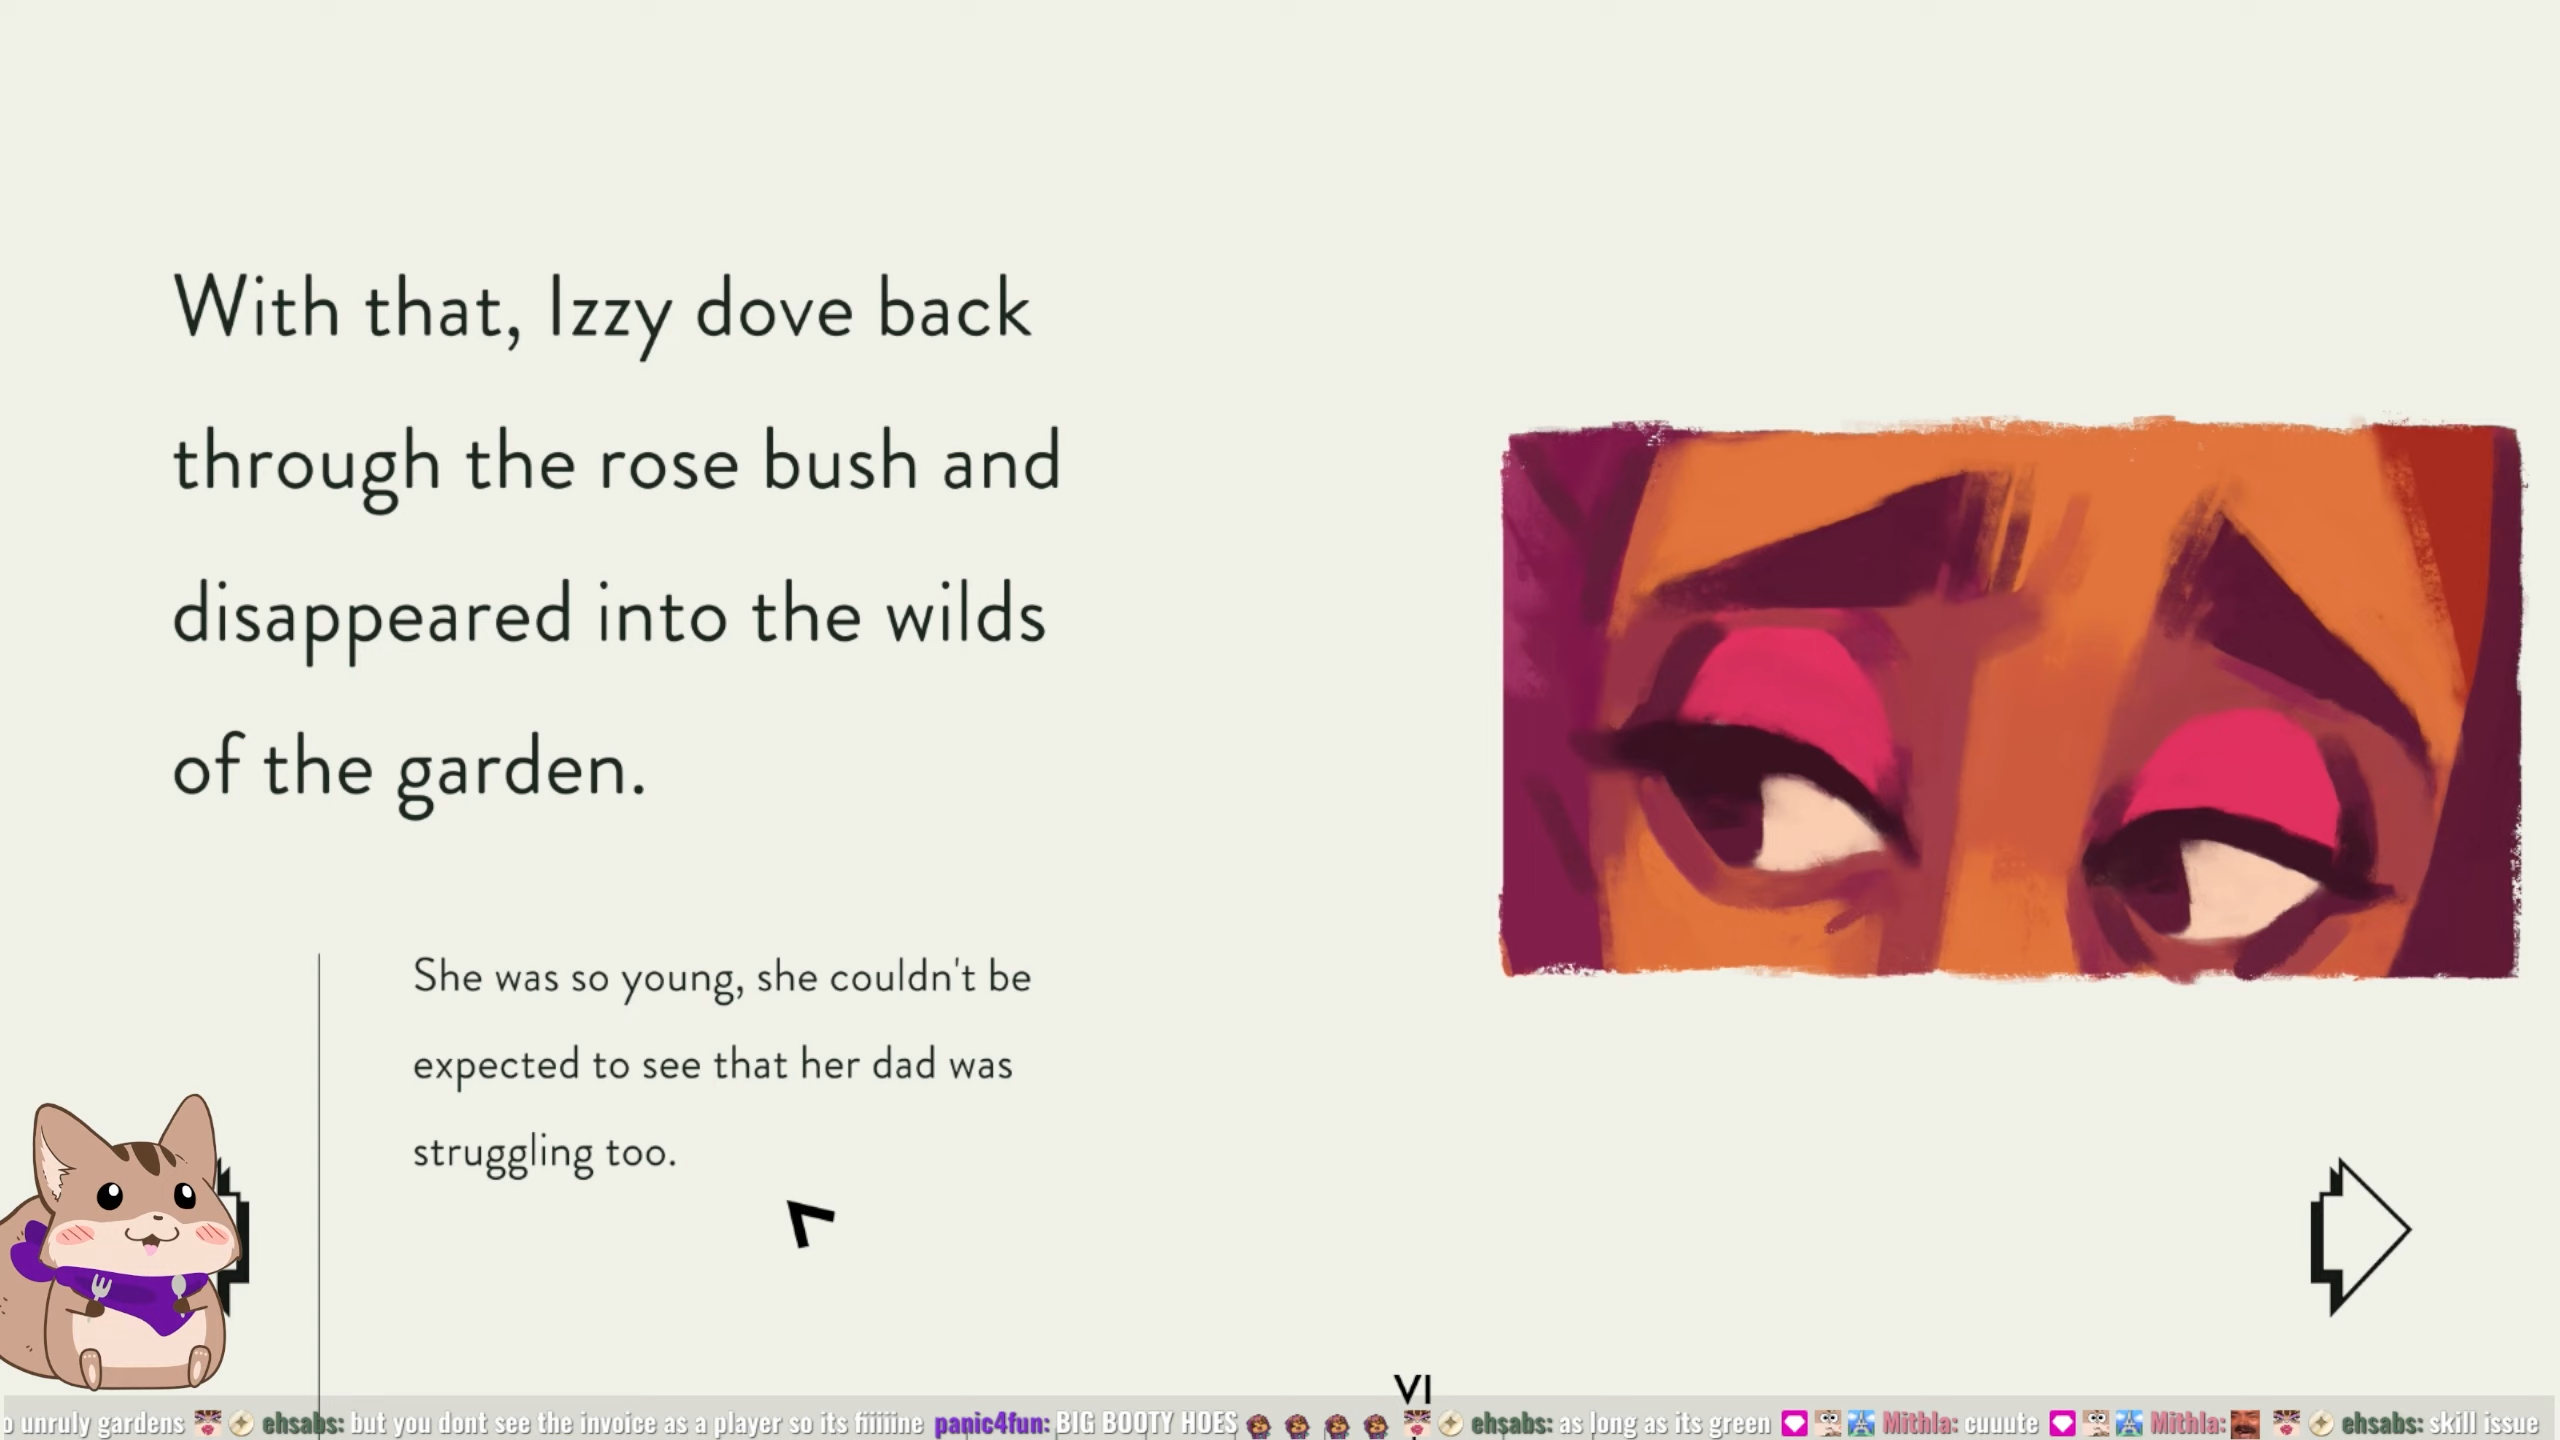 With that, Izzy dove back
through the rose bush and
disappeared into the wilds
of the garden.
She was so young, she couldn't be
expected to see that her dad was
struggling too.
VI
o unruly gardens ehsabs: but you dont see the invoice as a player so its fiiiiine panic4fun: BIG BOOTY HOES ehsabs: as long as its green Mithla: cuuute Mithla: ehsabs: skill issue